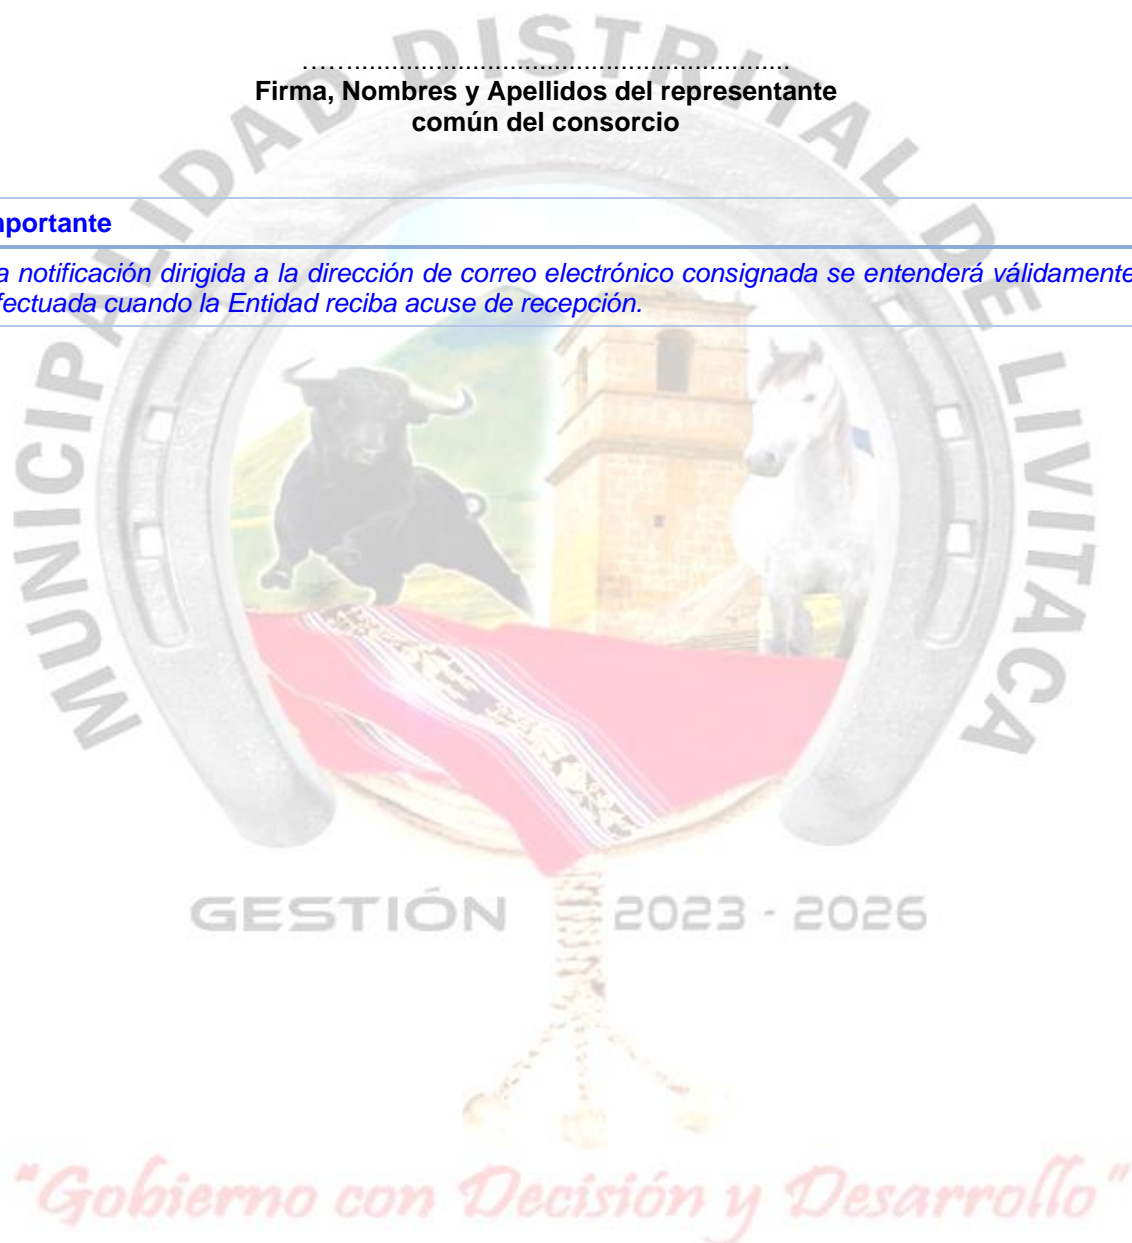 ……...........................................................
Firma, Nombres y Apellidos del representante
común del consorcio
mportante
a notificación dirigida a la dirección de correo electrónico consignada se entenderá válidamente
fectuada cuando la Entidad reciba acuse de recepción.
MUNICIPALIDAD DISTRITAL DE LIVITACA
GESTIÓN 2023 - 2026
"Gobierno con Decisión y Desarrollo"